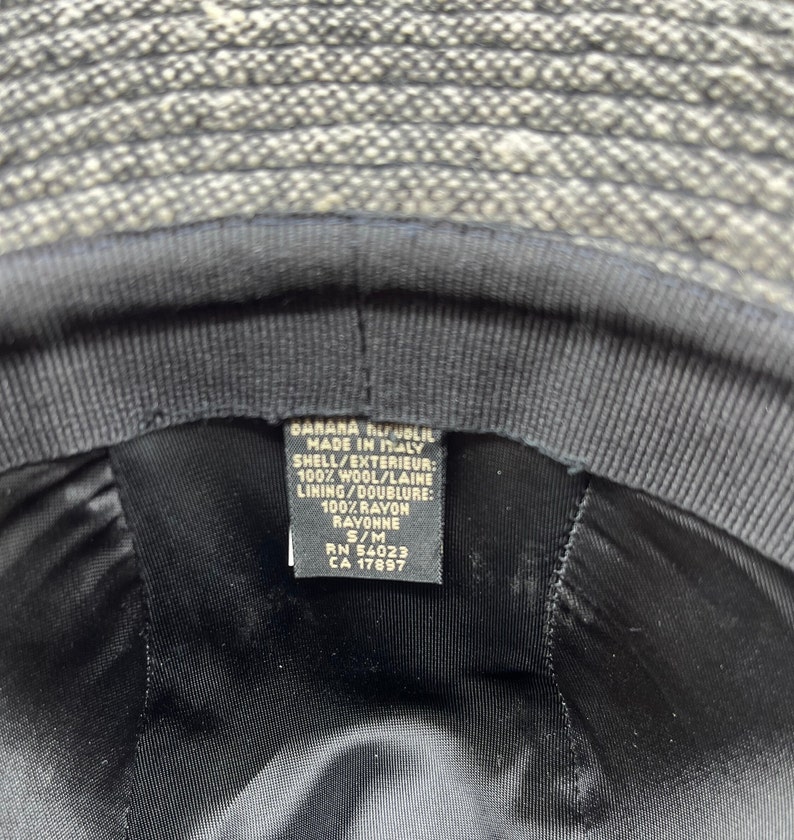 BANANA REPUBLIC
MADE IN ITALY
SHELL/EXTERIEUR:
100% WOOL/LAINE
LINING/DOUBLURE:
100% RAYON
RAYONNE
S/M
RN 54023
CA 17897